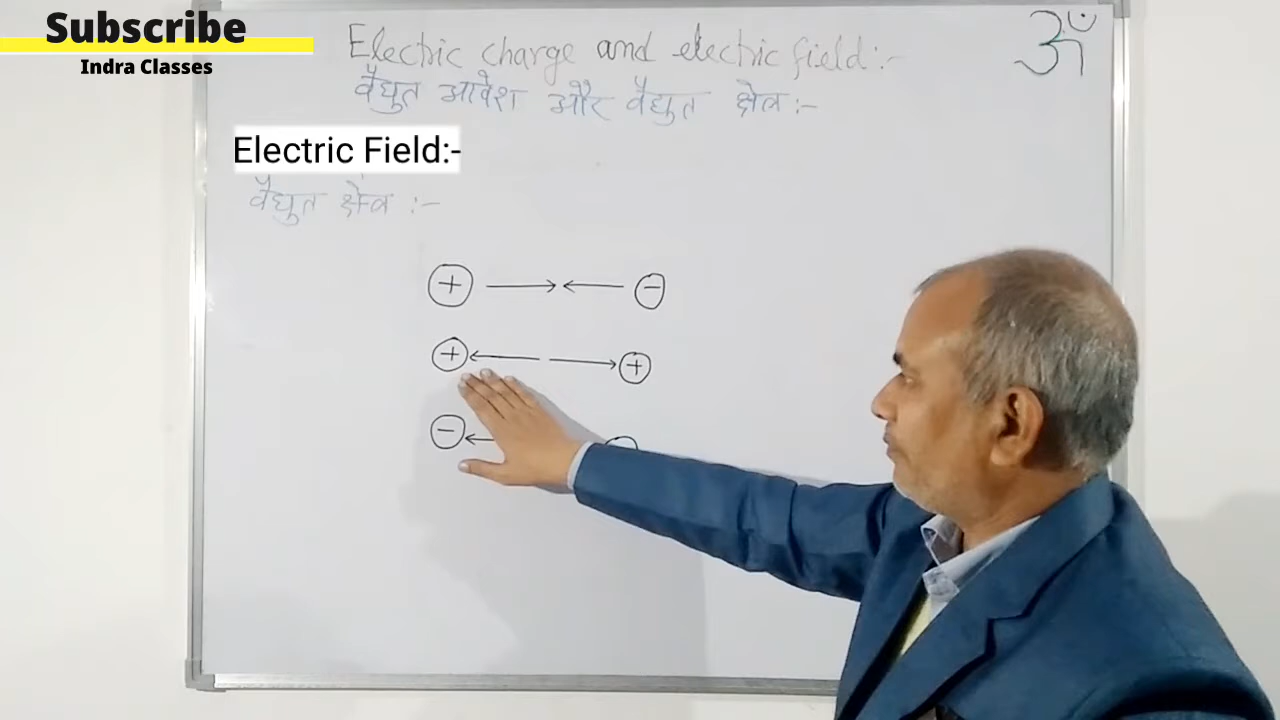 Subscribe
Indra Classes
Electric charge and electric field:-
ॐ
वैद्युत आवेश और वैद्युत क्षेत्र:-
Electric Field:-
वैद्युत क्षेत्र :-
+ −
+ +
−